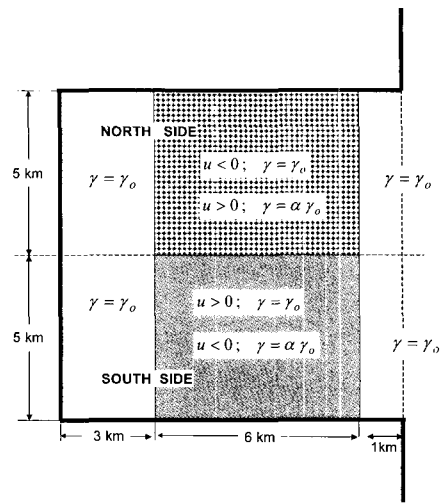 NORTH SIDE
u < 0 ; γ = γₒ
5 km
γ = γₒ
γ = γₒ
u > 0 ; γ = α γₒ
γ = γₒ
u > 0 ; γ = γₒ
5 km
u < 0 ; γ = α γₒ
γ = γₒ
SOUTH SIDE
3 km
6 km
1km